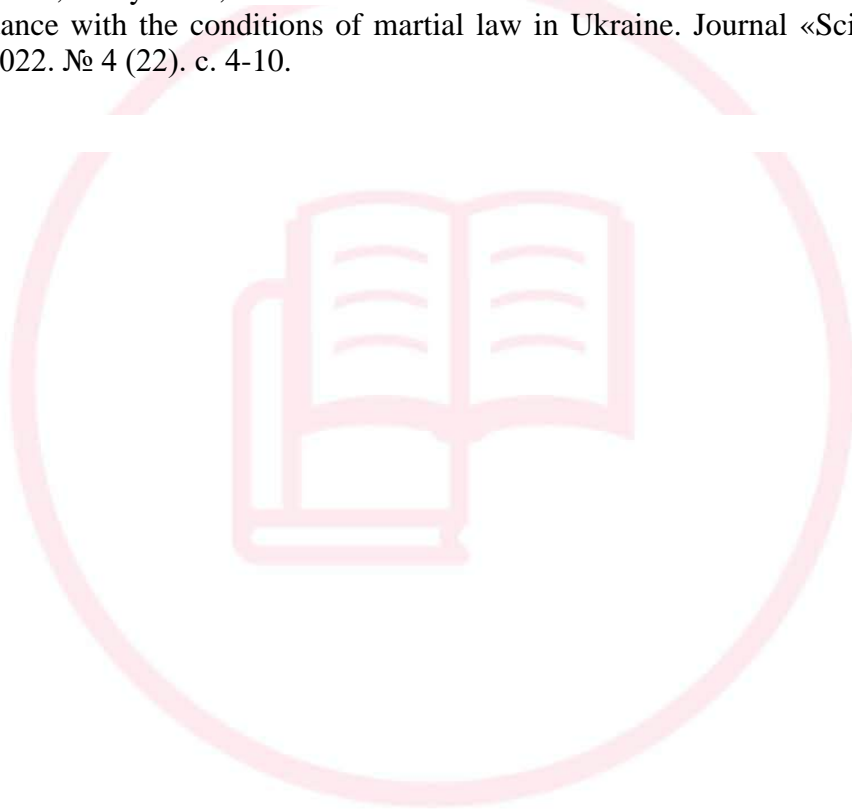 ance with the conditions of martial law in Ukraine. Journal «Sci
022. № 4 (22). с. 4-10.